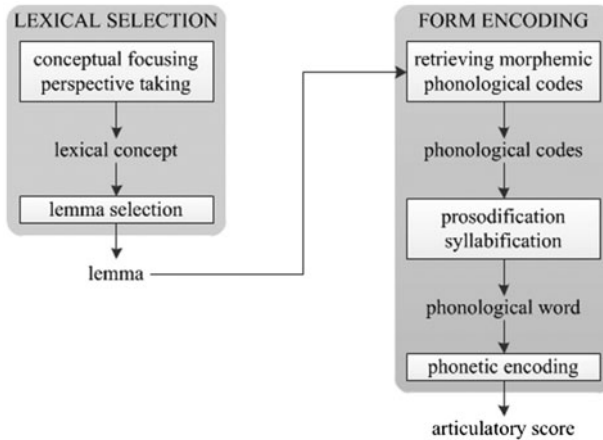 LEXICAL SELECTION
conceptual focusing
perspective taking
lexical concept
lemma selection
lemma
FORM ENCODING
retrieving morphemic
phonological codes
phonological codes
prosodification
syllabification
phonological word
phonetic encoding
articulatory score